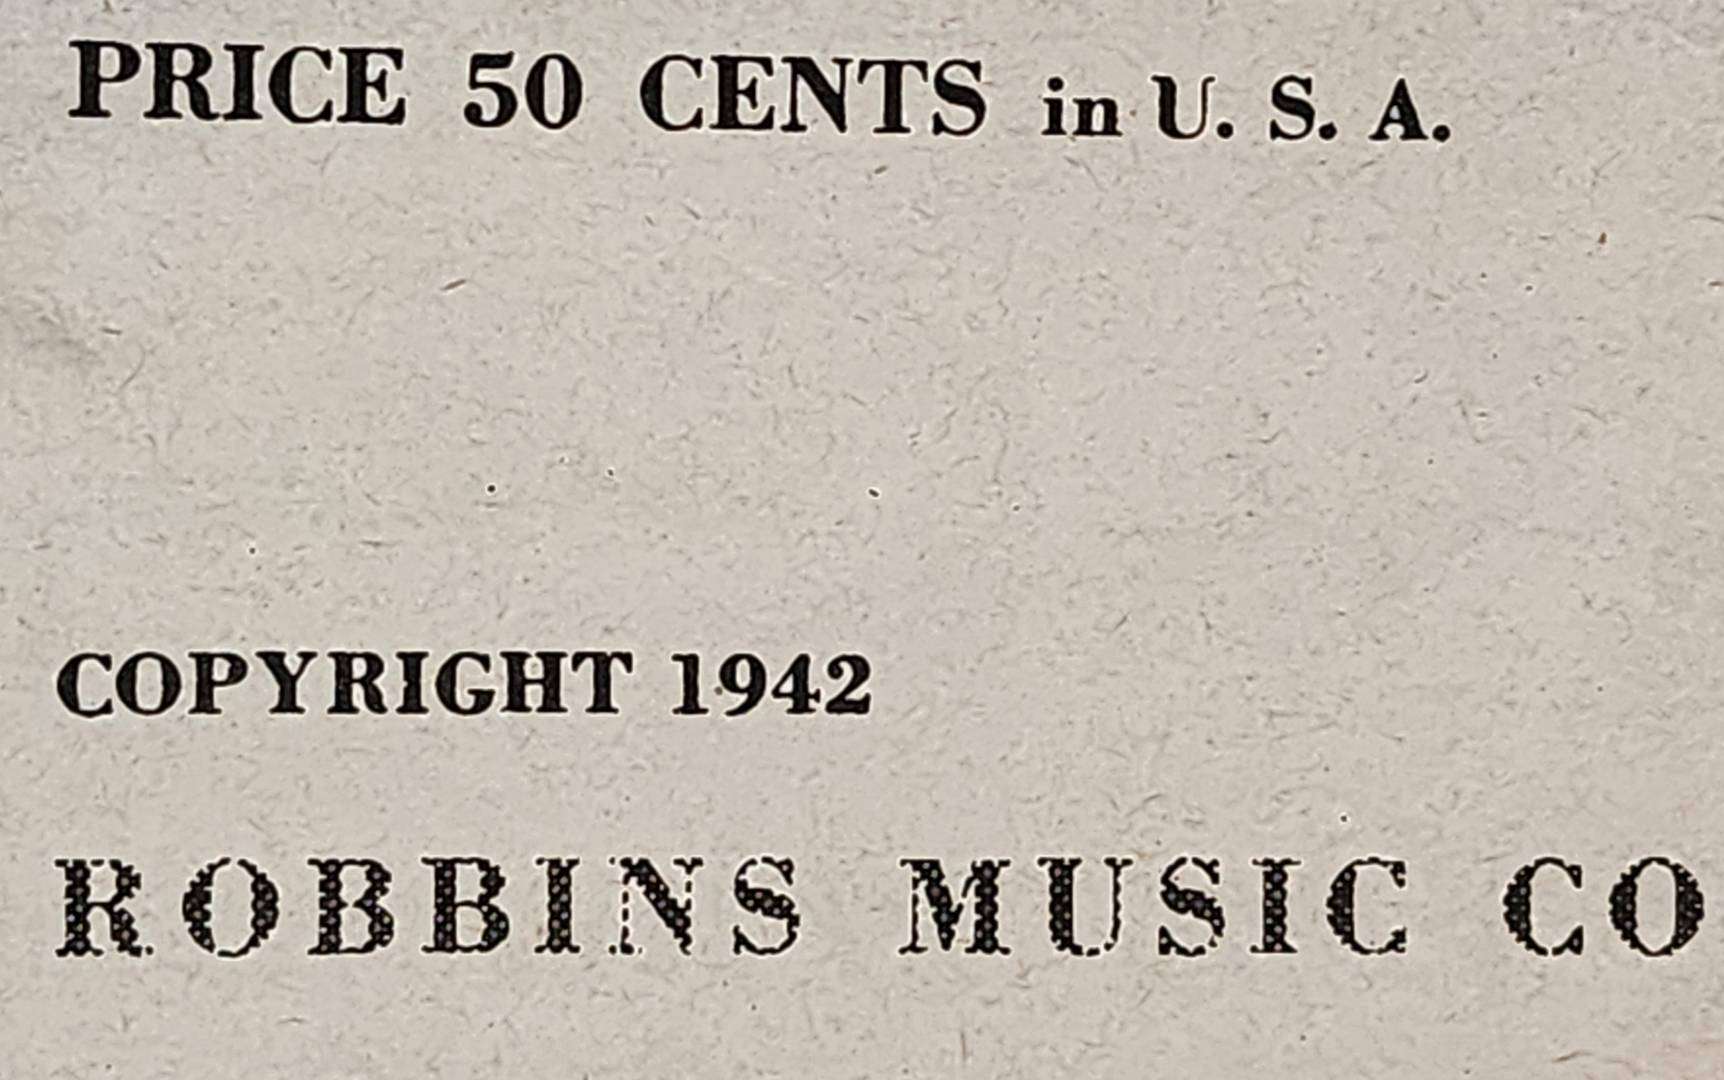 PRICE 50 CENTS in U. S. A.
COPYRIGHT 1942
ROBBINS MUSIC CO